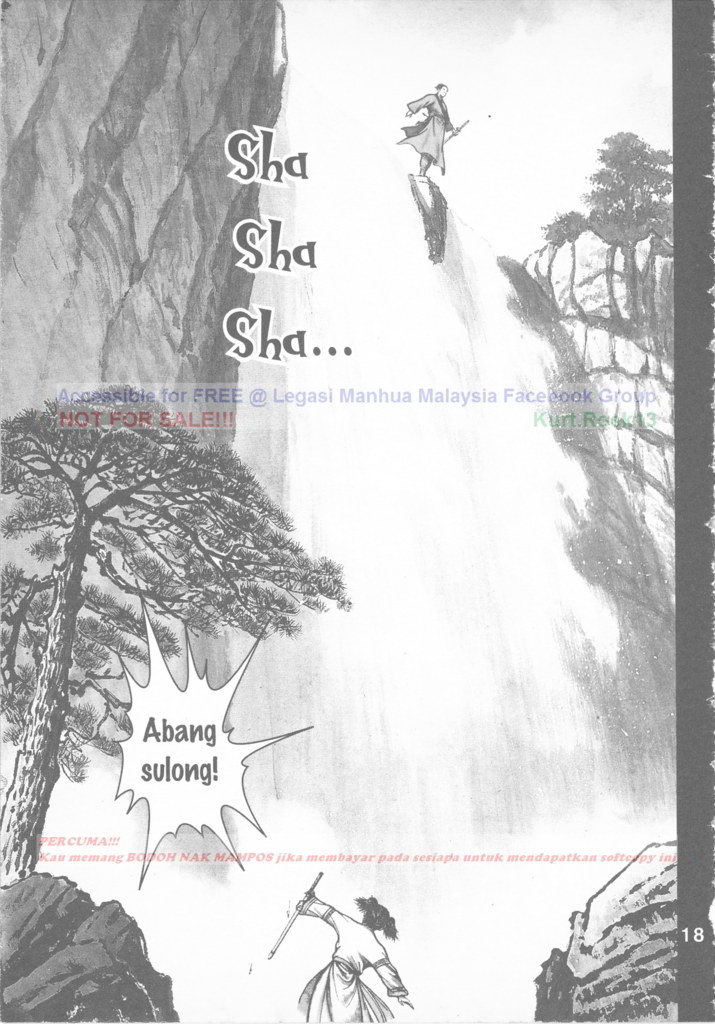 Sha
Sha
Sha...
Accessible for FREE @ Legasi Manhua Malaysia Facebook Group
NOT FOR SALE!!!
Kurt Rock13
Abang
sulong!
PERCUMA!!!
Kau memang BODOH NAK MAMPOS jika membayar pada sesiapa untuk mendapatkan softcopy ini
18